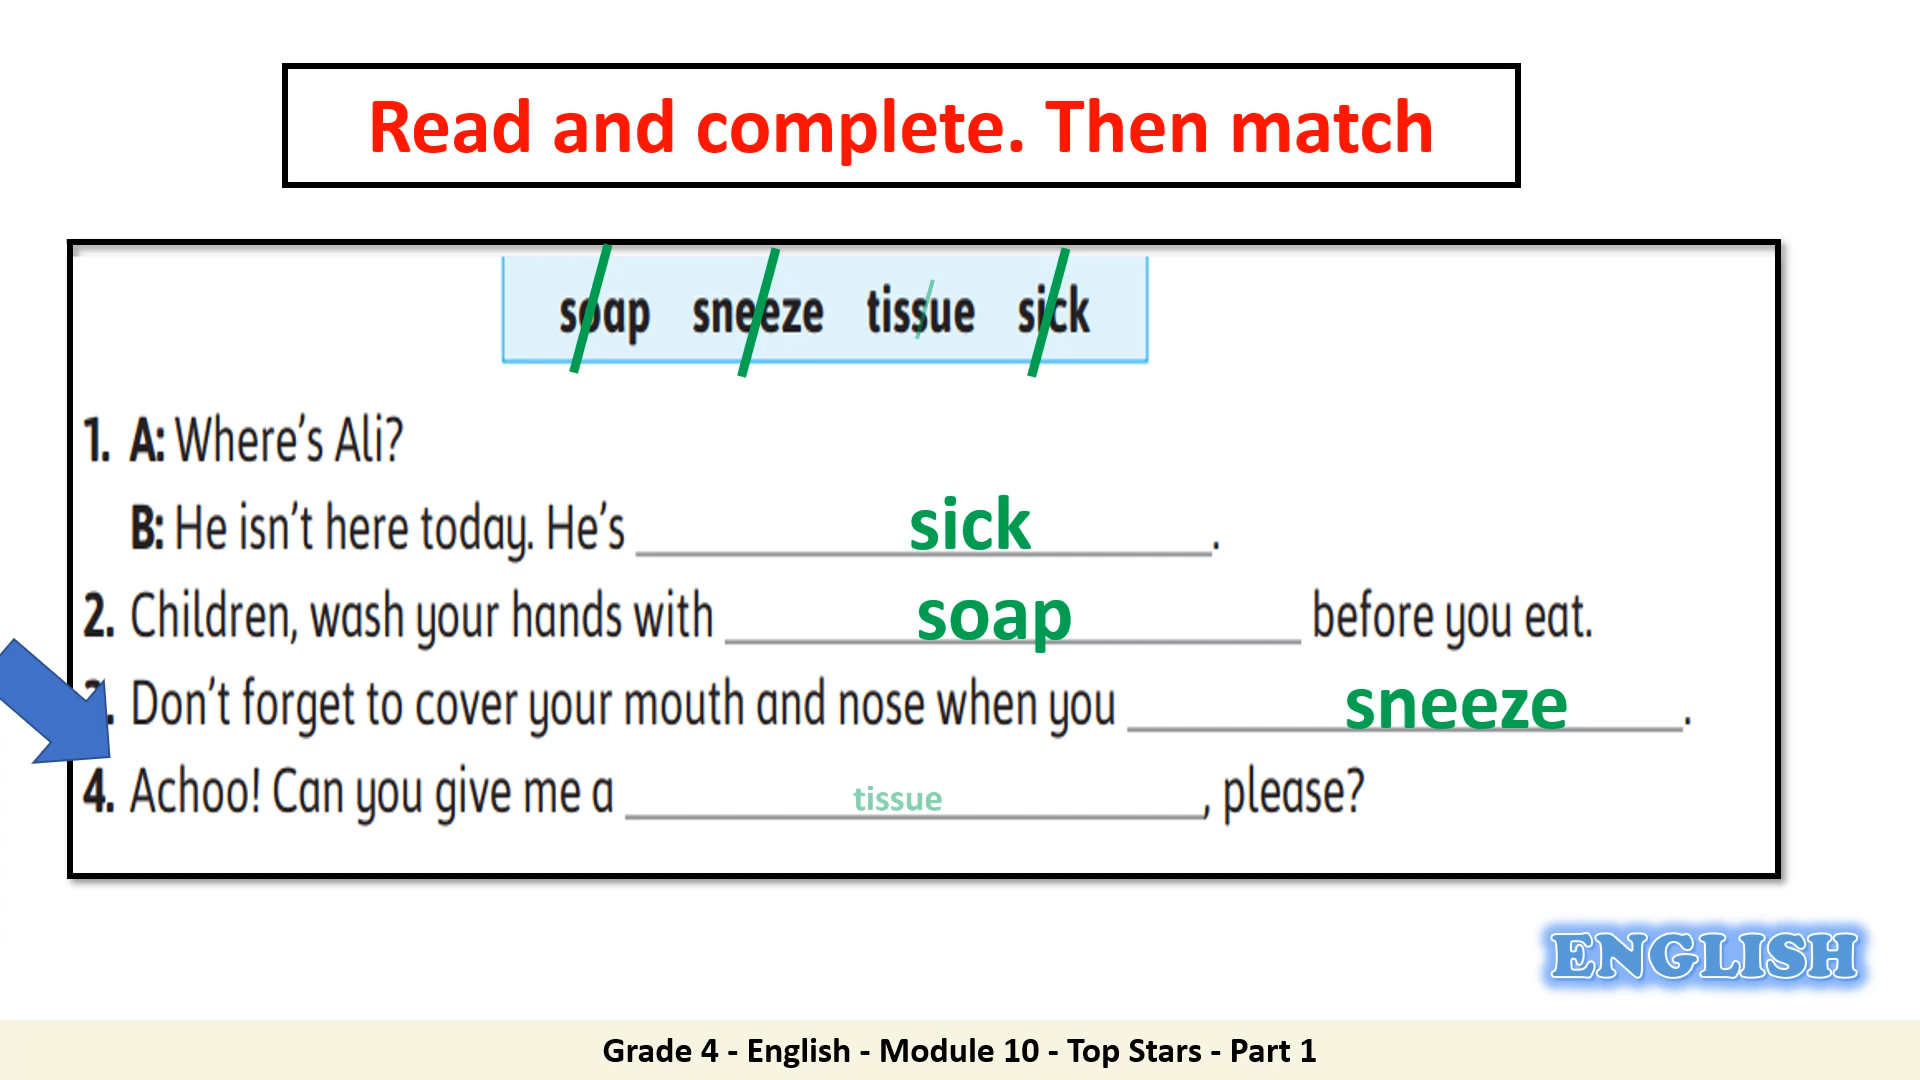 Read and complete. Then match
soap sneeze tissue sick
1. A: Where's Ali?
B: He isn't here today. He's sick.
2. Children, wash your hands with soap before you eat.
. Don't forget to cover your mouth and nose when you sneeze.
4. Achoo! Can you give me a tissue, please?
ENGLISH
Grade 4 - English - Module 10 - Top Stars - Part 1